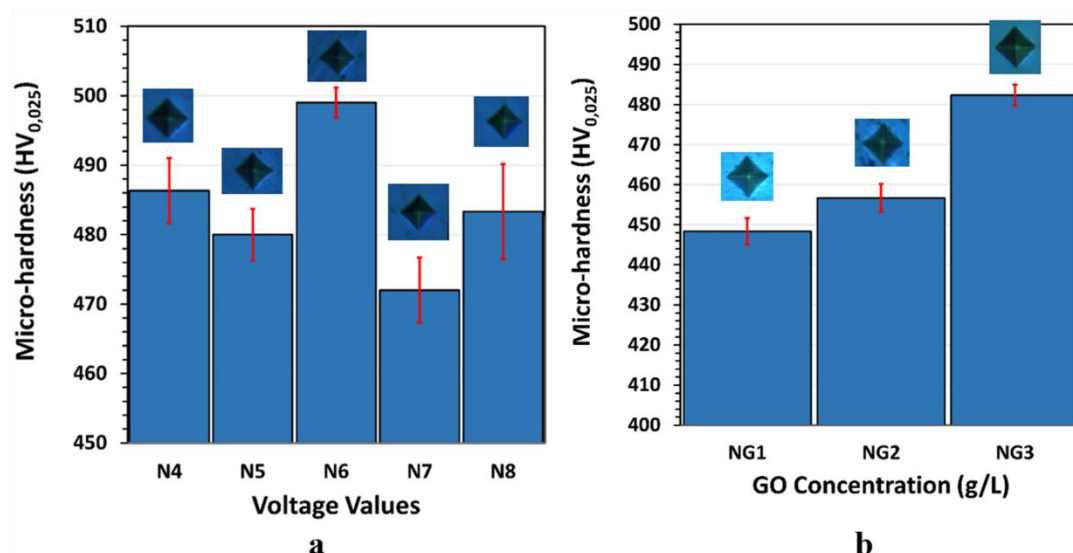 Micro-hardness (HV0,025)
510
500
490
480
470
460
450
N4 N5 N6 N7 N8
Voltage Values
a
Micro-hardness (HV0,025)
500
490
480
470
460
450
440
430
420
410
400
NG1 NG2 NG3
GO Concentration (g/L)
b